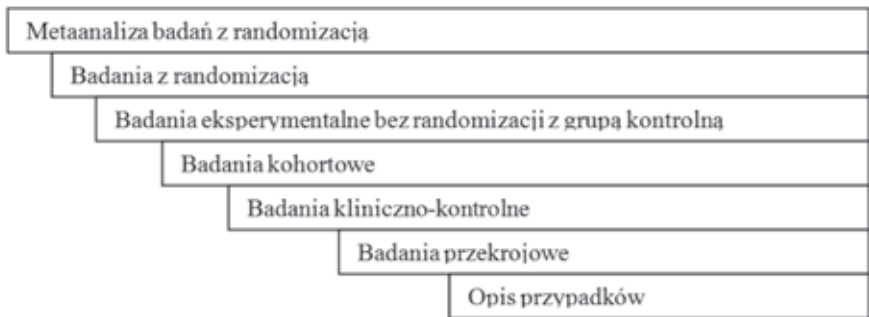 Metaanaliza badań z randomizacją
Badania z randomizacją
Badania eksperymentalne bez randomizacji z grupą kontrolną
Badania kohortowe
Badania kliniczno-kontrolne
Badania przekrojowe
Opis przypadków